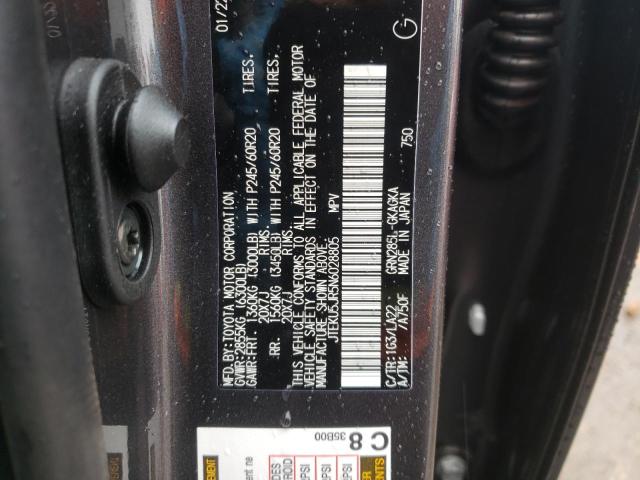 01/22
MFD.BY:TOYOTA MOTOR CORPORATION
GVWR:2855KG (6300LB)
GAWR:FRT 1360KG (3000LB) WITH P245/60R20 TIRES,
20X7J RIMS,
RR. 1560KG (3450LB) WITH P245/60R20 TIRES,
20X7J RIMS,
THIS VEHICLE CONFORMS TO ALL APPLICABLE FEDERAL MOTOR
VEHICLE SAFETY STANDARDS IN EFFECT ON THE DATE OF
MANUFACTURE SHOWN ABOVE.
JTEKU5JR5N6028805 MPV
C/TR:1G3/LA22 GRN285L-GKAGKA
A/TM: /A750F MADE IN JAPAN 750
G
C 8
35B00